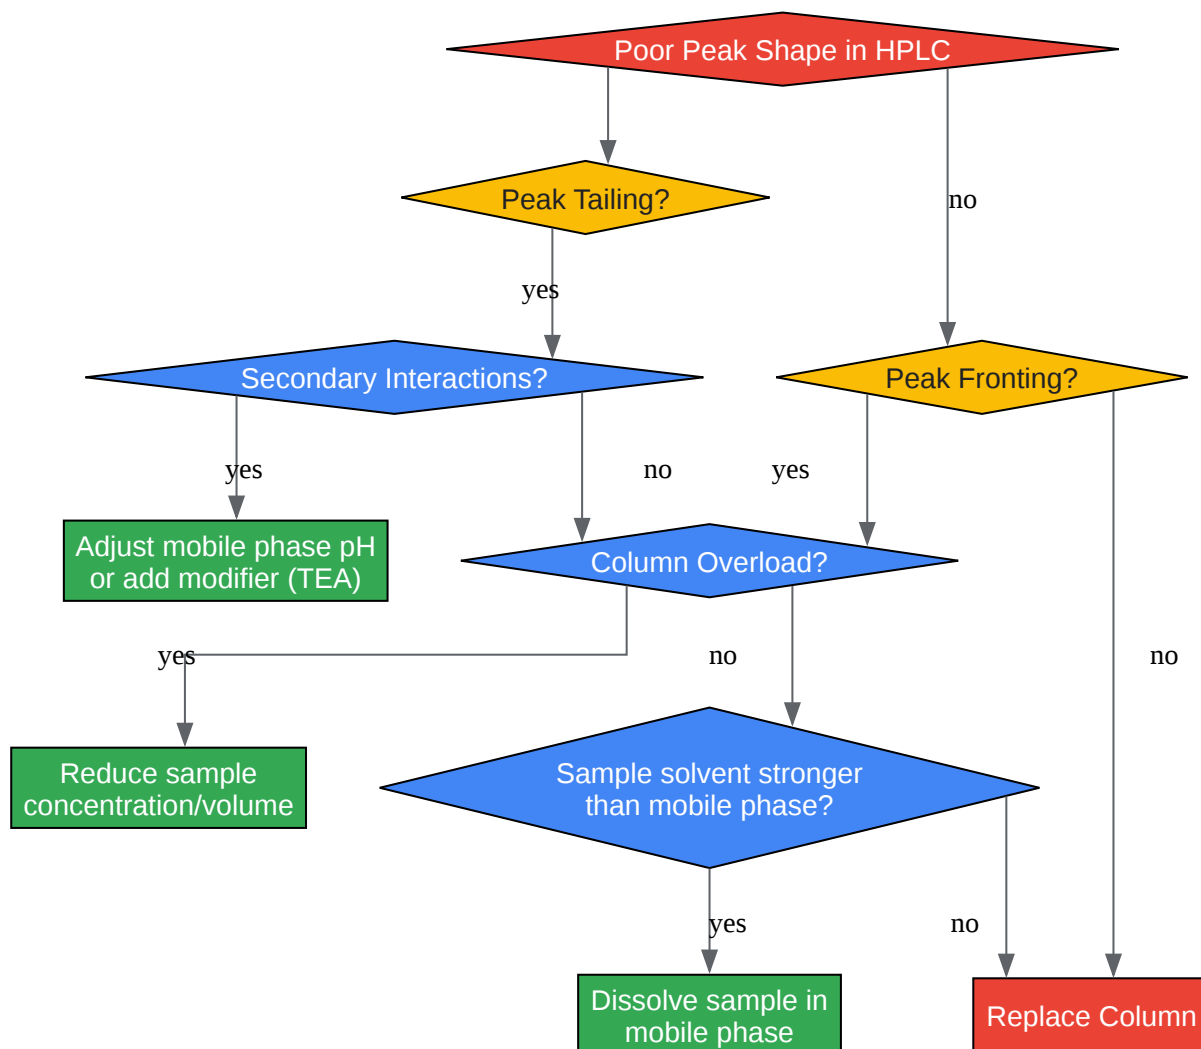 Poor Peak Shape in HPLC
Peak Tailing?
no
yes
Secondary Interactions?
Peak Fronting?
yes
no
yes
Adjust mobile phase pH
or add modifier (TEA)
Column Overload?
yes
no
no
Reduce sample
concentration/volume
Sample solvent stronger
than mobile phase?
yes
no
Dissolve sample in
mobile phase
Replace Column